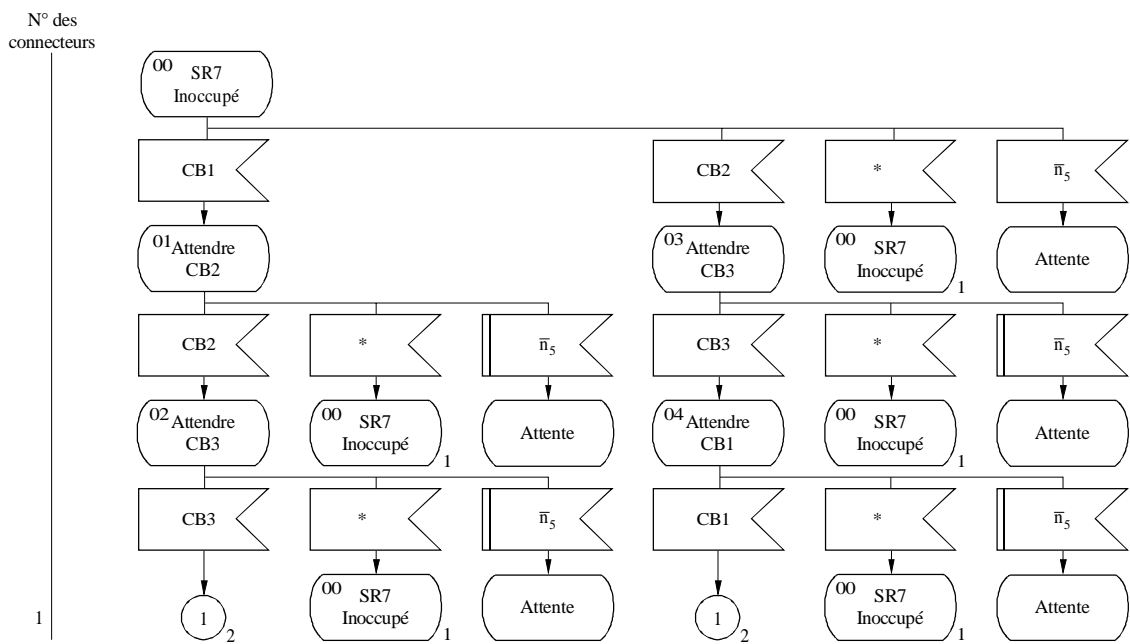 N° des
connecteurs
00 SR7
Inoccupé
CB1
CB2
*
n̅5
01 Attendre
CB2
03 Attendre
CB3
00 SR7
Inoccupé 1
Attente
CB2
*
n̅5
CB3
*
n̅5
02 Attendre
CB3
00 SR7
Inoccupé 1
Attente
04 Attendre
CB1
00 SR7
Inoccupé 1
Attente
CB3
*
n̅5
CB1
*
n̅5
1
1 2
00 SR7
Inoccupé 1
Attente
1 2
00 SR7
Inoccupé 1
Attente